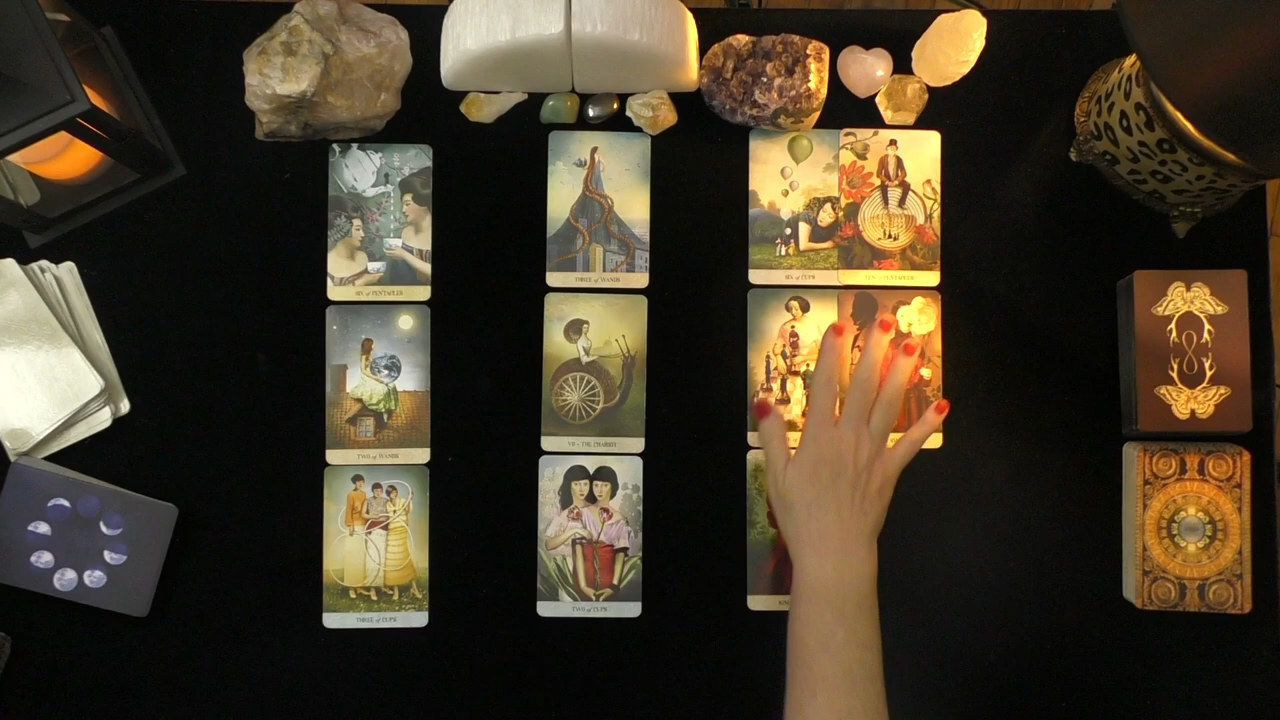 SIX of PENTACLES
THREE of WANDS
SIX of CUPS
TWO of WANDS
VII • THE CHARIOT
THREE of CUPS
TWO of CUPS